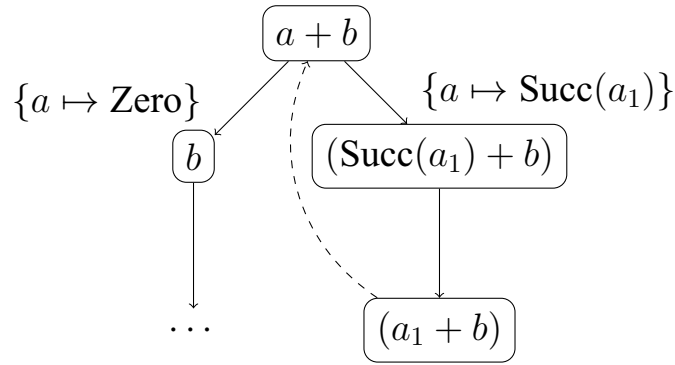 a + b
{a ↦ Zero}
{a ↦ Succ(a₁)}
b
(Succ(a₁) + b)
...
(a₁ + b)